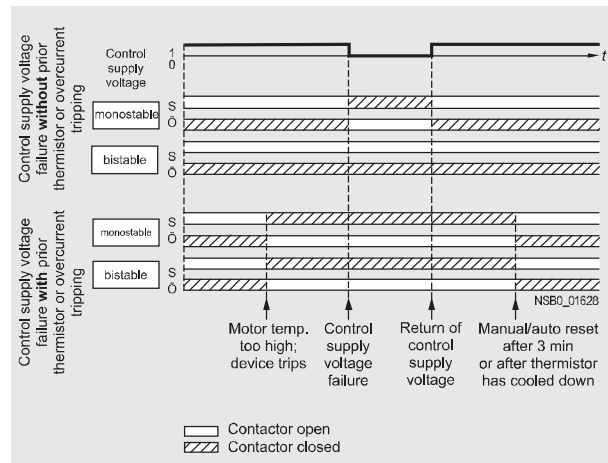 Control supply voltage
failure without prior
thermistor or overcurrent
tripping
Control
supply
voltage
1
0
t
monostable
S
Ö
bistable
S
Ö
Control supply voltage
failure with prior
thermistor or overcurrent
tripping
monostable
S
Ö
bistable
S
Ö
NSB0_01628
Motor temp.
too high;
device trips
Control
supply
voltage
failure
Return of
control
supply
voltage
Manual/auto reset
after 3 min
or after thermistor
has cooled down
Contactor open
Contactor closed